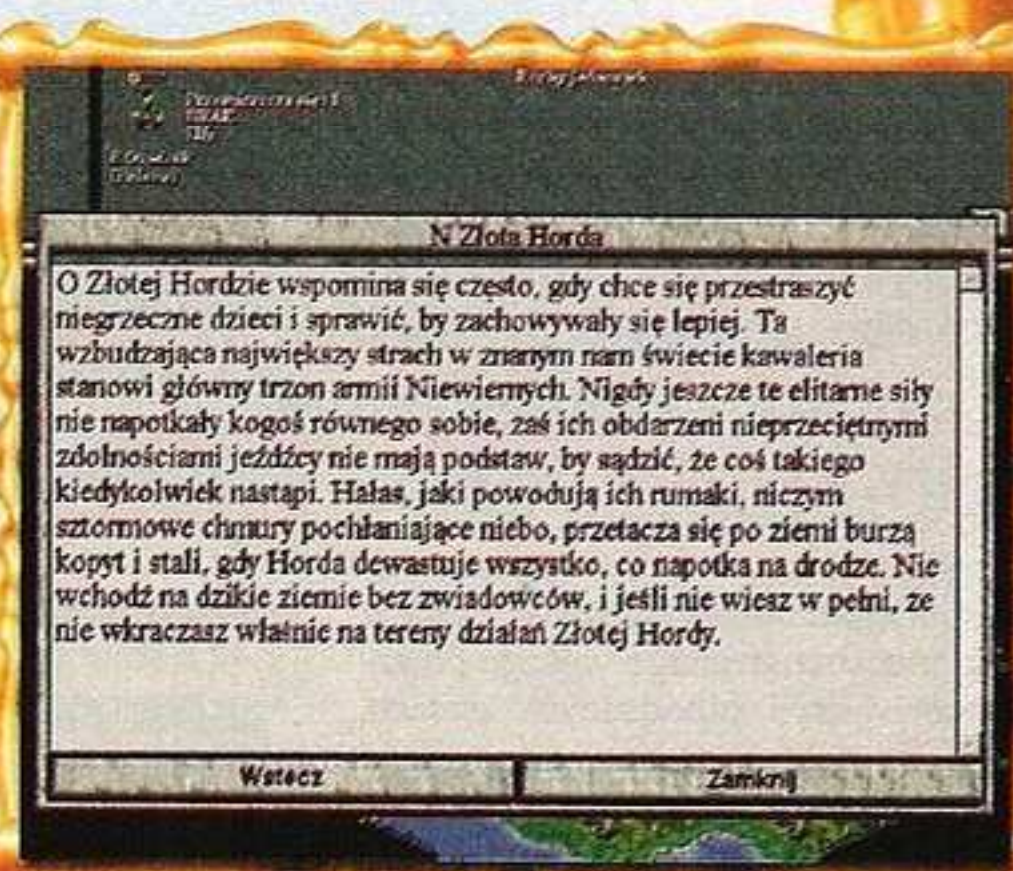 N Złota Horda
O Złotej Hordzie wspomina się często, gdy chce się przestraszyć
niegrzeczne dzieci i sprawić, by zachowywały się lepiej. Ta
wzbudzająca największy strach w znanym nam świecie kawaleria
stanowi główny trzon armii Niewiernych. Nigdy jeszcze te elitarne siły
nie napotkały kogoś równego sobie, zaś ich obdarzeni nieprzeciętnymi
zdolnościami jeźdźcy nie mają podstaw, by sądzić, że coś takiego
kiedykolwiek nastąpi. Hałas, jaki powodują ich rumaki, niczym
sztormowe chmury pochłaniające niebo, przetacza się po ziemi burzą
kopyt i stali, gdy Horda dewastuje wszystko, co napotka na drodze. Nie
wchodź na dzikie ziemie bez zwiadowców, i jeśli nie wiesz w pełni, że
nie wkraczasz właśnie na tereny działań Złotej Hordy.
Wstecz
Zamknij